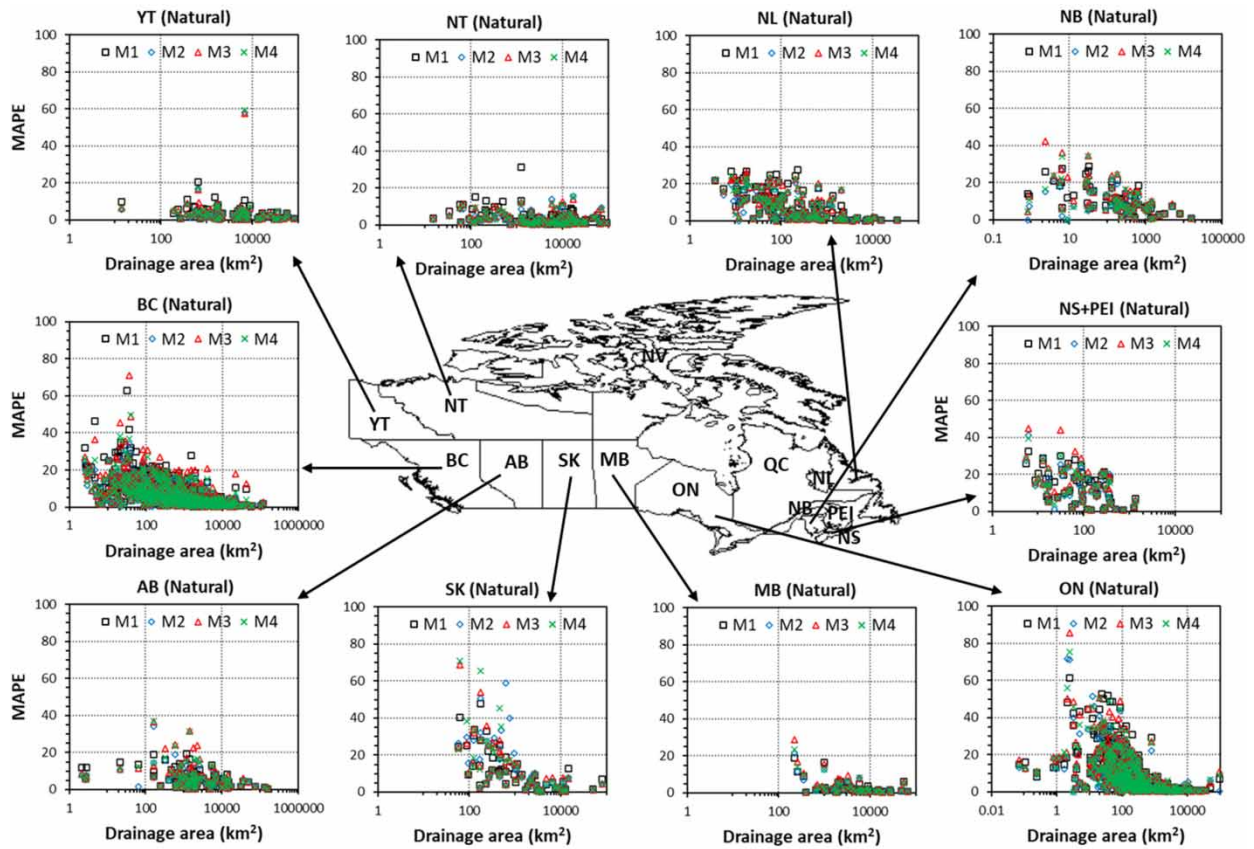 YT (Natural)
NT (Natural)
NL (Natural)
NB (Natural)
100
80
60
40
20
0
M1 M2 M3 M4
1 100 10000
MAPE
Drainage area (km²)
100
80
60
40
20
0
M1 M2 M3 M4
1 100 10000
Drainage area (km²)
100
80
60
40
20
0
M1 M2 M3 M4
1 100 10000 1000000
Drainage area (km²)
100
80
60
40
20
0
M1 M2 M3 M4
0.1 10 1000 100000
MAPE
Drainage area (km²)
BC (Natural)
100
80
60
40
20
0
M1 M2 M3 M4
1 100 10000 1000000
MAPE
Drainage area (km²)
NV
YT
NT
BC
AB
SK
MB
ON
QC
NL
NB
PEI
NS
NS+PEI (Natural)
100
80
60
40
20
0
M1 M2 M3 M4
1 100 10000
MAPE
Drainage area (km²)
AB (Natural)
100
80
60
40
20
0
M1 M2 M3 M4
1 100 10000 1000000
MAPE
Drainage area (km²)
SK (Natural)
100
80
60
40
20
0
M1 M2 M3 M4
1 100 10000
Drainage area (km²)
MB (Natural)
100
80
60
40
20
0
M1 M2 M3 M4
1 100 10000
Drainage area (km²)
ON (Natural)
100
80
60
40
20
0
M1 M2 M3 M4
0.01 1 100 10000
MAPE
Drainage area (km²)